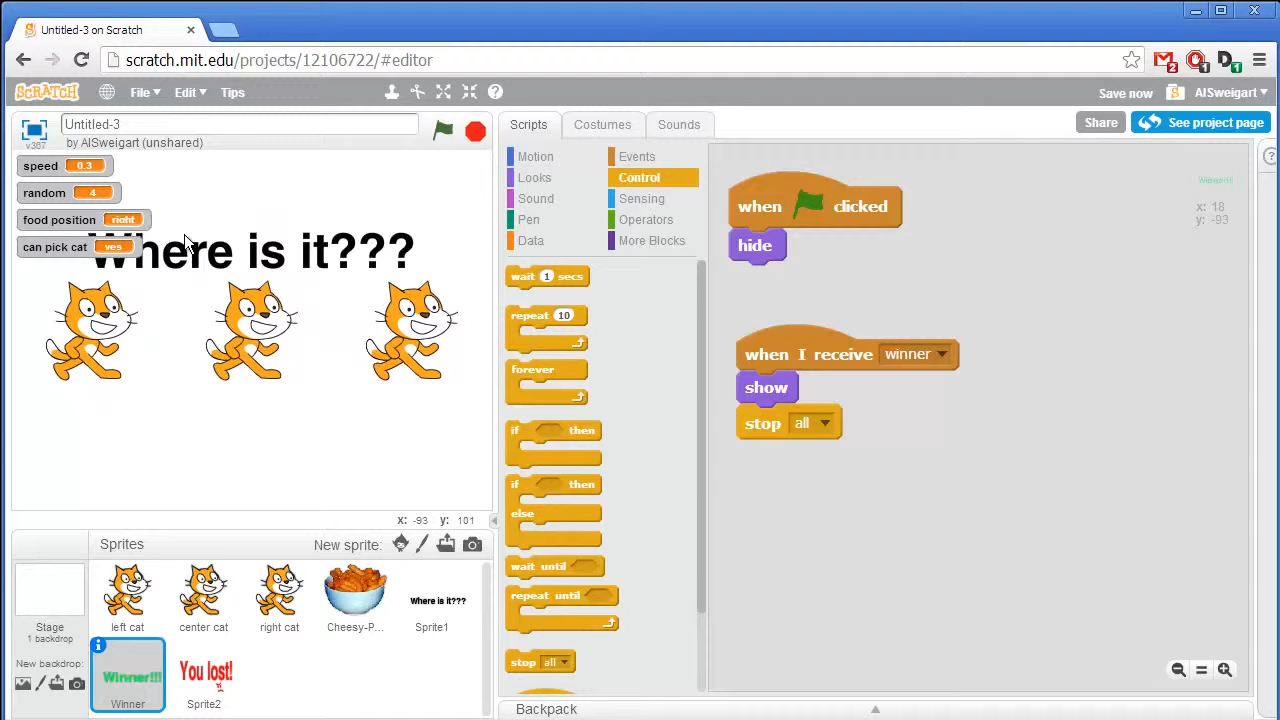 Untitled-3 on Scratch
scratch.mit.edu/projects/12106722/#editor
2
1
1
SCRATCH
File
Edit
Tips
Save now
AlSweigart
Untitled-3
by AlSweigart (unshared)
v387
Scripts
Costumes
Sounds
Share
See project page
speed 0.3
random 4
food position right
can pick cat yes
Where is it???
Motion
Looks
Sound
Pen
Data
Events
Control
Sensing
Operators
More Blocks
wait 1 secs
repeat 10
forever
if then
if then
else
wait until
repeat until
stop all
when clicked
hide
when I receive winner
show
stop all
Winner!!!
x: 18
y: -93
x: -93 y: 101
Sprites
New sprite:
Stage
1 backdrop
New backdrop:
left cat
center cat
right cat
Cheesy-P...
Where is it???
Sprite1
Winner!!!
Winner
You lost!
Sprite2
Backpack